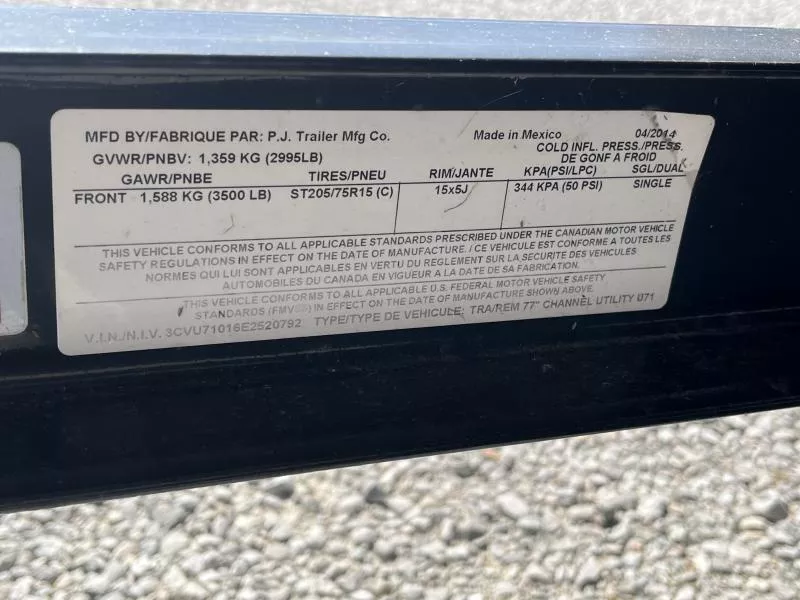 MFD BY/FABRIQUE PAR: P.J. Trailer Mfg Co. Made in Mexico 04/2014
GVWR/PNBV: 1,359 KG (2995LB) COLD INFL. PRESS./PRESS. DE GONF A FROID
GAWR/PNBE TIRES/PNEU RIM/JANTE KPA(PSI/LPC) SGL/DUAL
FRONT 1,588 KG (3500 LB) ST205/75R15 (C) 15x5J 344 KPA (50 PSI) SINGLE
THIS VEHICLE CONFORMS TO ALL APPLICABLE STANDARDS PRESCRIBED UNDER THE CANADIAN MOTOR VEHICLE
SAFETY REGULATIONS IN EFFECT ON THE DATE OF MANUFACTURE. / CE VEHICULE EST CONFORME A TOUTES LES
NORMES QUI LUI SONT APPLICABLES EN VERTU DU REGLEMENT SUR LA SECURITE DES VEHICULES
AUTOMOBILES DU CANADA EN VIGUEUR A LA DATE DE SA FABRICATION.
THIS VEHICLE CONFORMS TO ALL APPLICABLE U.S. FEDERAL MOTOR VEHICLE SAFETY
STANDARDS (FMVSS) IN EFFECT ON THE DATE OF MANUFACTURE SHOWN ABOVE.
V.I.N./N.I.V. 3CVU71016E2520792 TYPE/TYPE DE VEHICULE: TRA/REM 77" CHANNEL UTILITY U71